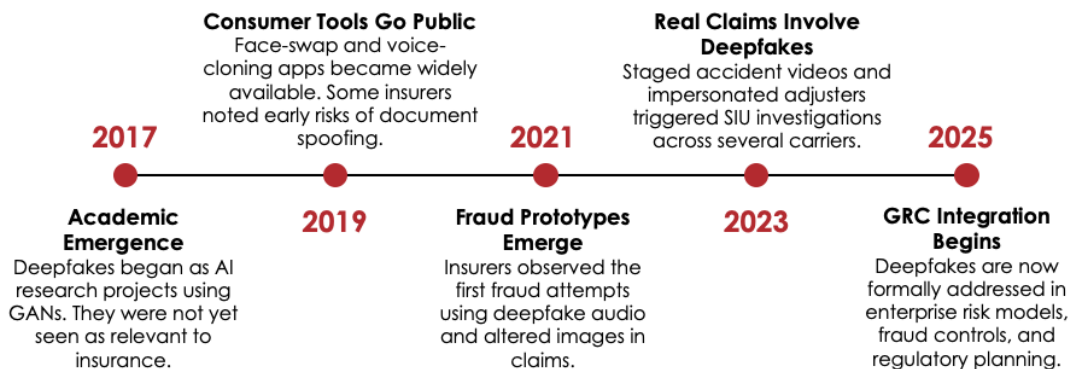 2017
Academic
Emergence
Deepfakes began as AI
research projects using
GANs. They were not yet
seen as relevant to
insurance.
Consumer Tools Go Public
Face-swap and voice-
cloning apps became widely
available. Some insurers
noted early risks of document
spoofing.
2019
2021
Fraud Prototypes
Emerge
Insurers observed the
first fraud attempts
using deepfake audio
and altered images in
claims.
Real Claims Involve
Deepfakes
Staged accident videos and
impersonated adjusters
triggered SIU investigations
across several carriers.
2023
2025
GRC Integration
Begins
Deepfakes are now
formally addressed in
enterprise risk models,
fraud controls, and
regulatory planning.